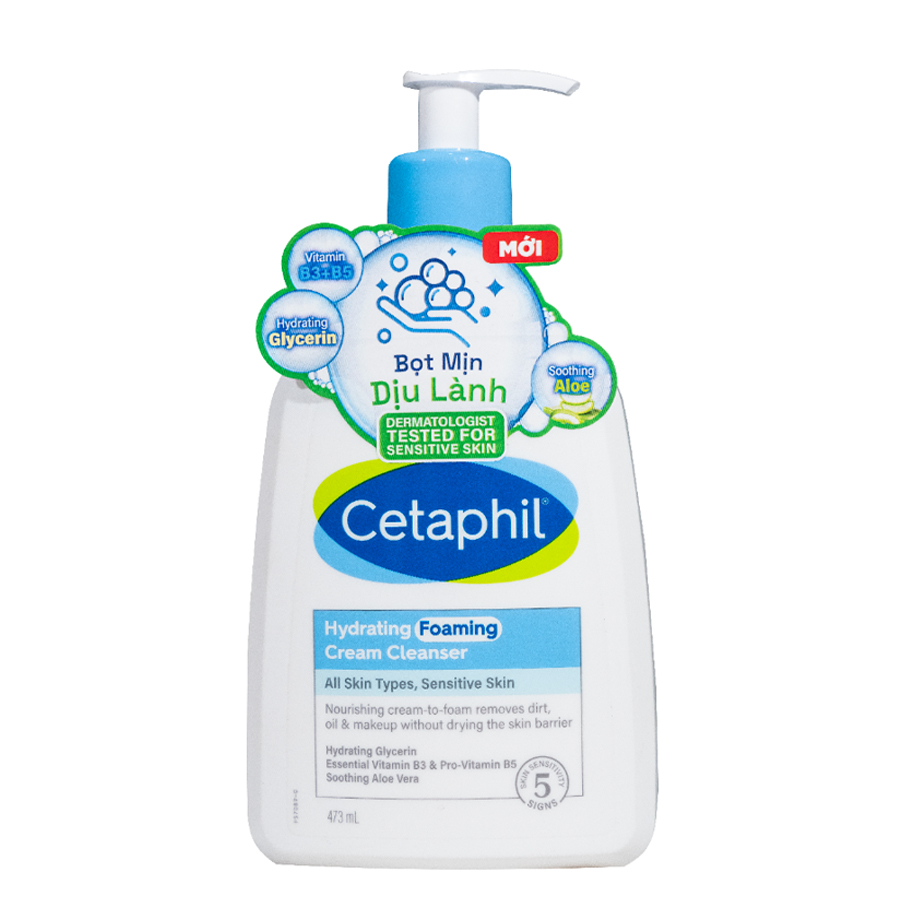 MỚI
Vitamin
B3+B5
Hydrating
Glycerin
Bọt Mịn
Dịu Lành
Soothing
Aloe
DERMATOLOGIST
TESTED FOR
SENSITIVE SKIN
Cetaphil®
Hydrating Foaming
Cream Cleanser
All Skin Types, Sensitive Skin
Nourishing cream-to-foam removes dirt,
oil & makeup without drying the skin barrier
Hydrating Glycerin
Essential Vitamin B3 & Pro-Vitamin B5
Soothing Aloe Vera
SKIN SENSITIVITY
5
SIGNS
473 mL